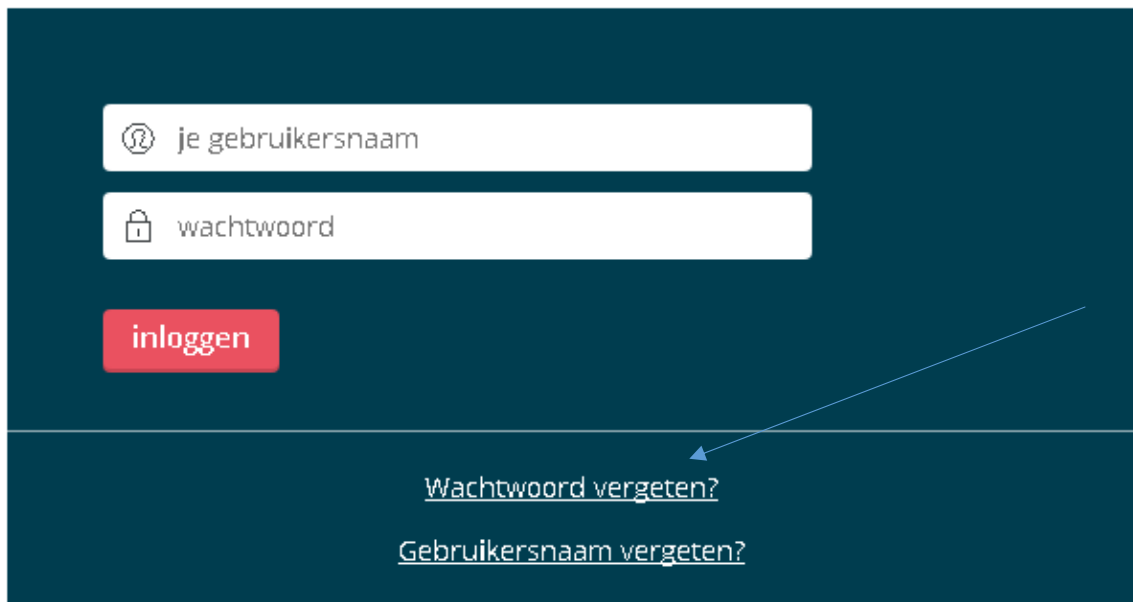 je gebruikersnaam
wachtwoord
inloggen
Wachtwoord vergeten?
Gebruikersnaam vergeten?